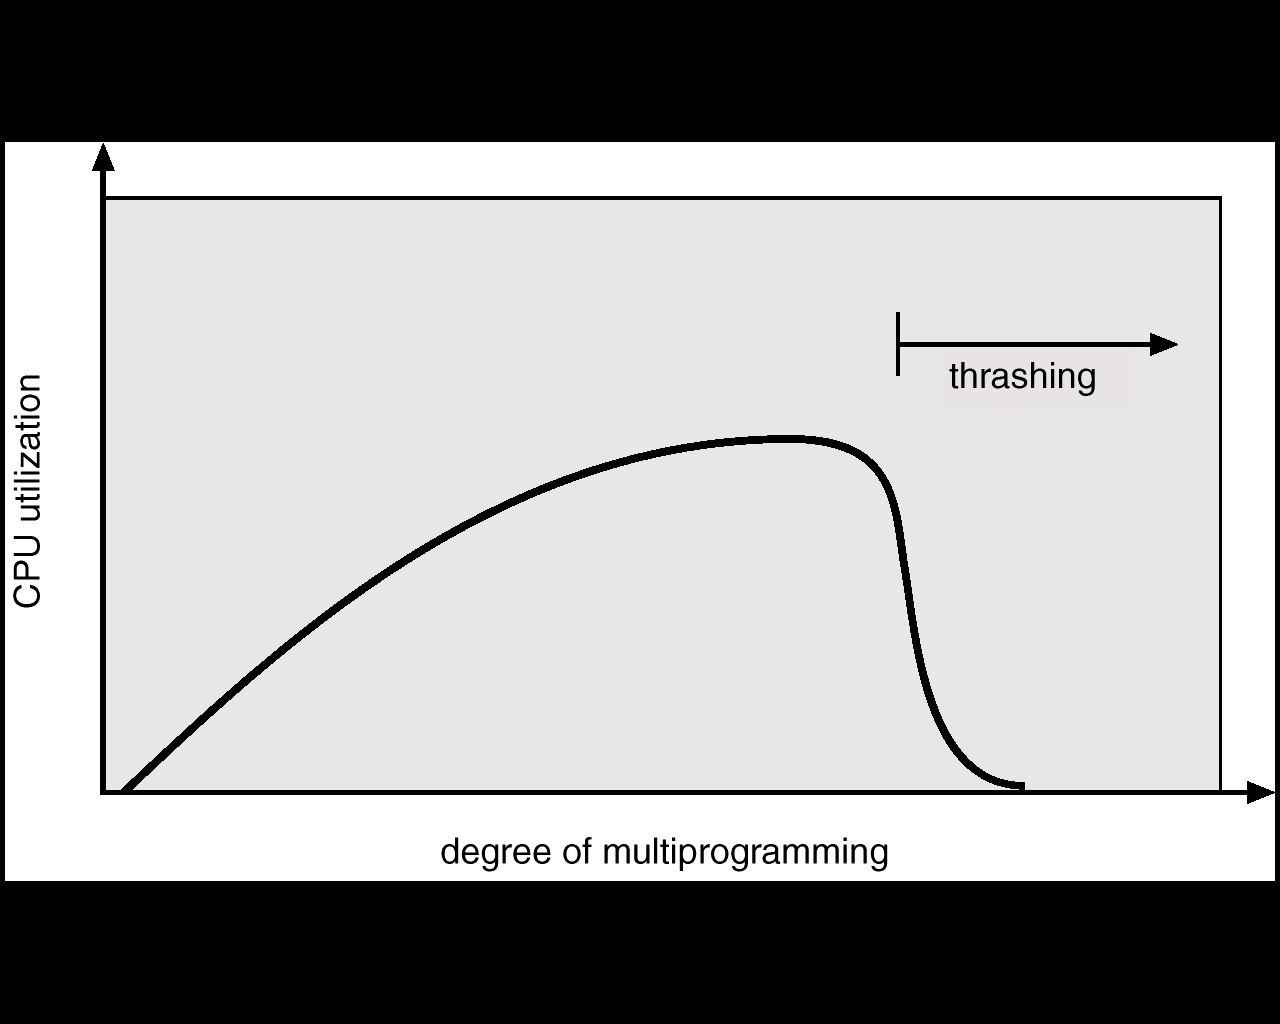 thrashing
CPU utilization
degree of multiprogramming